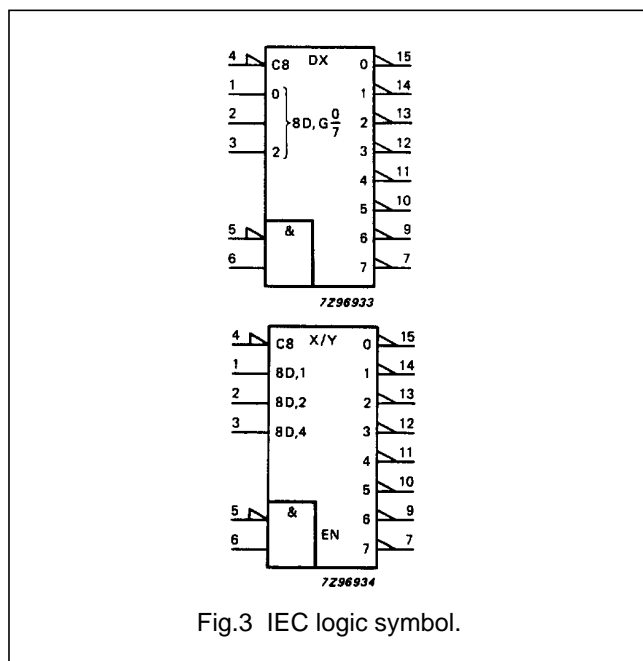 4 C8 DX 0 15
1 0 1 14
2 8D, G 0/7 2 13
3 2 3 12
4 11
5 10
5 & 6 9
6 7 7
7Z96933
4 C8 X/Y 0 15
1 8D,1 1 14
2 8D,2 2 13
3 8D,4 3 12
4 11
5 10
5 & 6 9
6 EN 7 7
7Z96934
Fig.3 IEC logic symbol.